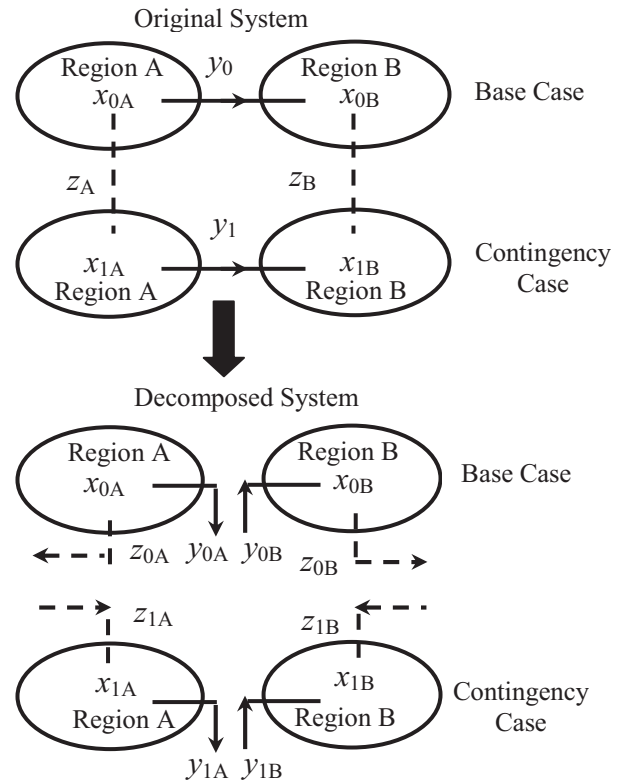 Original System
Region A
y0
Region B
x0A
x0B
Base Case
zA
zB
y1
x1A
x1B
Contingency
Case
Region A
Region B
Decomposed System
Region A
Region B
Base Case
x0A
x0B
z0A
y0A
y0B
z0B
z1A
z1B
x1A
x1B
Contingency
Case
Region A
Region B
y1A
y1B